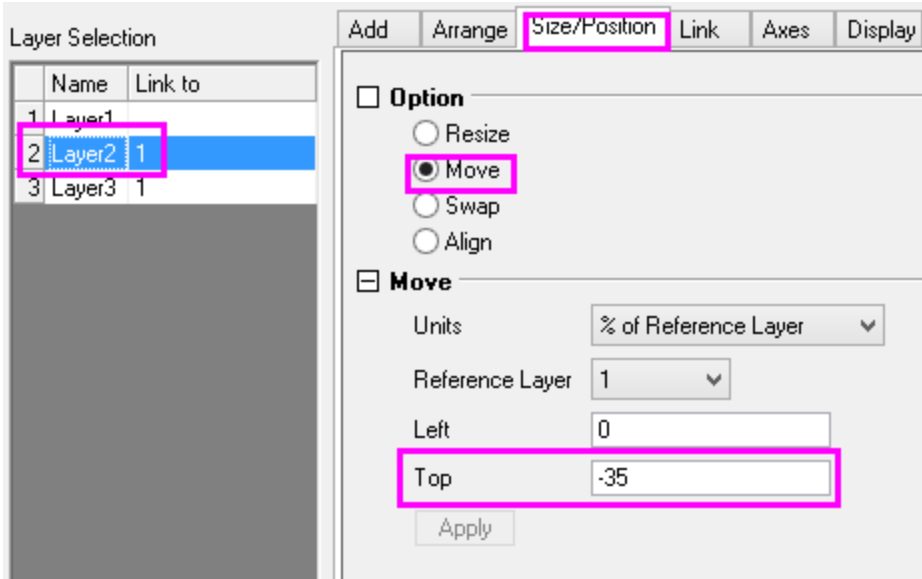 Layer Selection
Name Link to
1 Layer1
2 Layer2 1
3 Layer3 1
Add Arrange Size/Position Link Axes Display
Option
Resize
Move
Swap
Align
Move
Units % of Reference Layer
Reference Layer 1
Left 0
Top -35
Apply